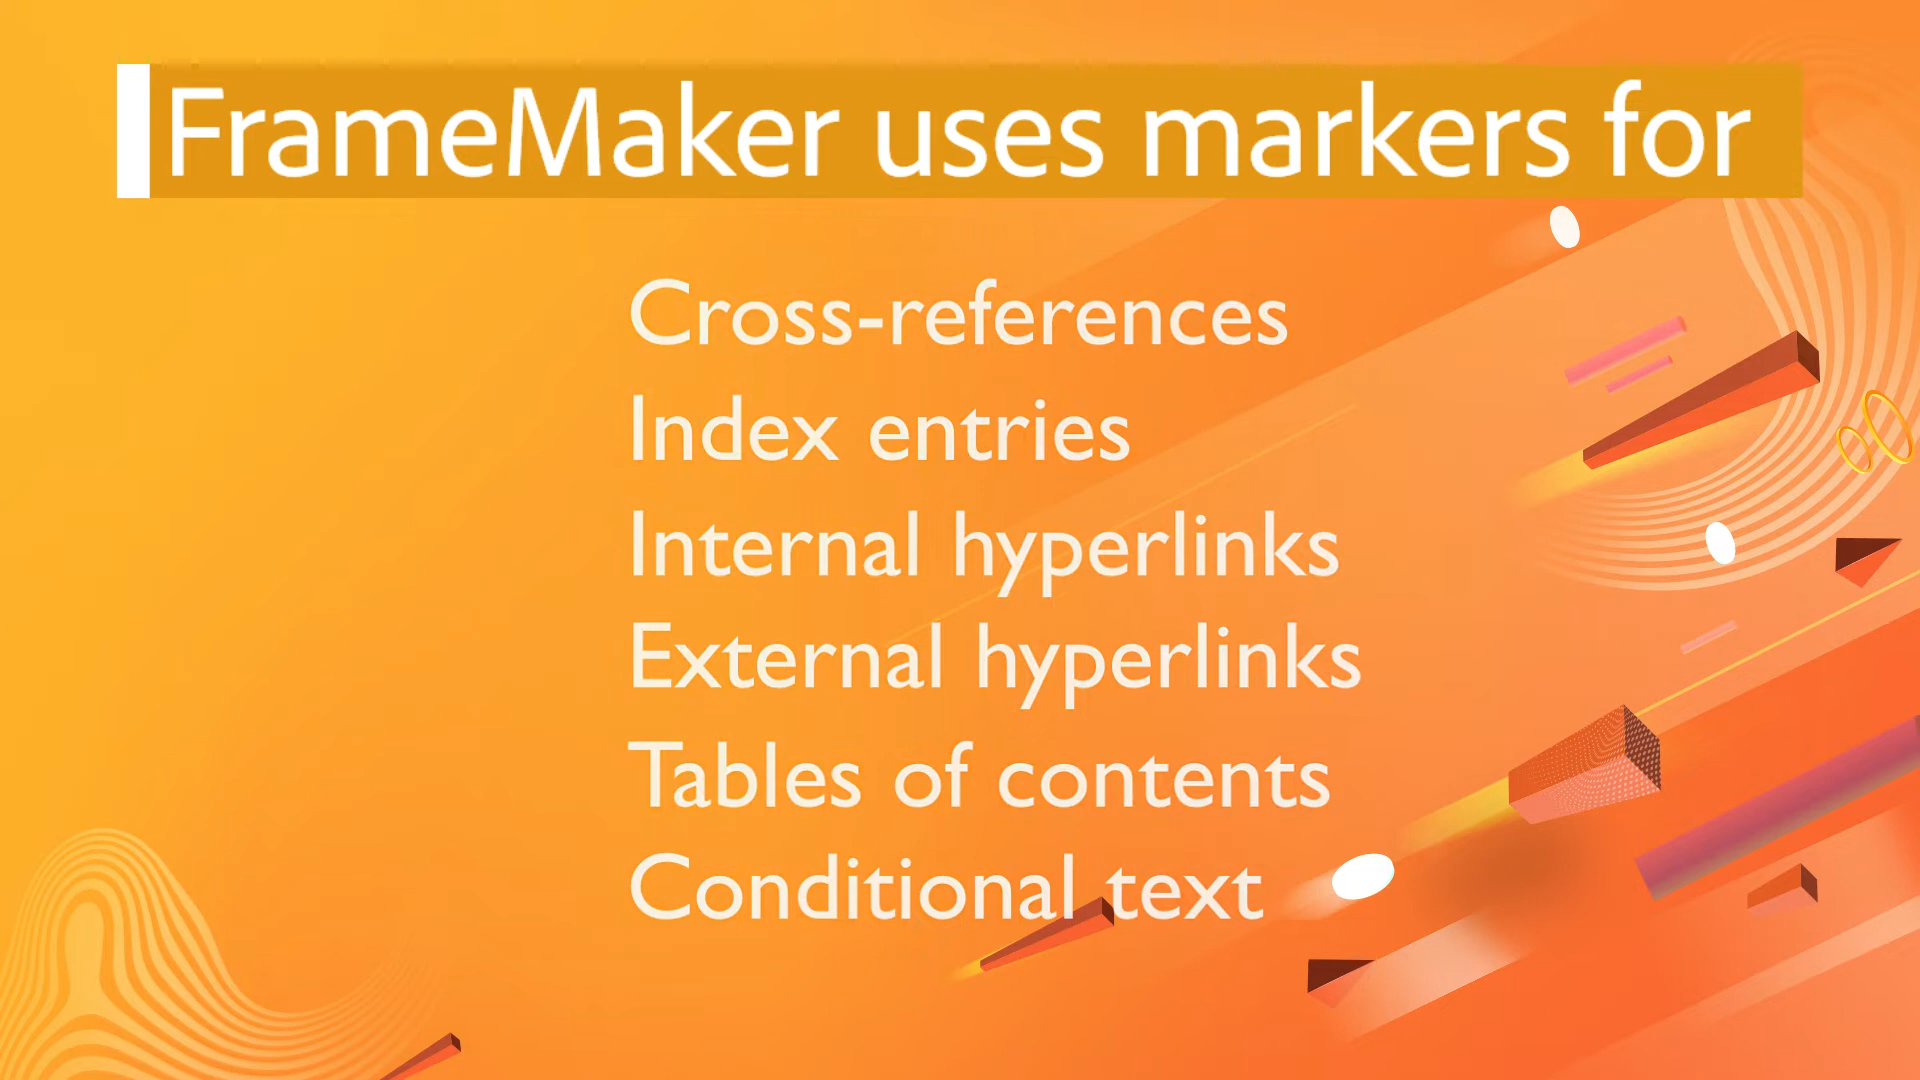 FrameMaker uses markers for
Cross-references
Index entries
Internal hyperlinks
External hyperlinks
Tables of contents
Conditional text